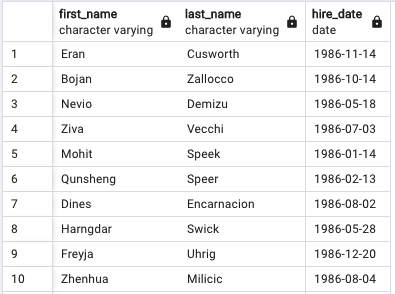 first_name last_name hire_date
character varying character varying date
1 Eran Cusworth 1986-11-14
2 Bojan Zallocco 1986-10-14
3 Nevio Demizu 1986-05-18
4 Ziva Vecchi 1986-07-03
5 Mohit Speek 1986-01-14
6 Qunsheng Speer 1986-02-13
7 Dines Encarnacion 1986-08-02
8 Harngdar Swick 1986-05-28
9 Freyja Uhrig 1986-12-20
10 Zhenhua Milicic 1986-08-04